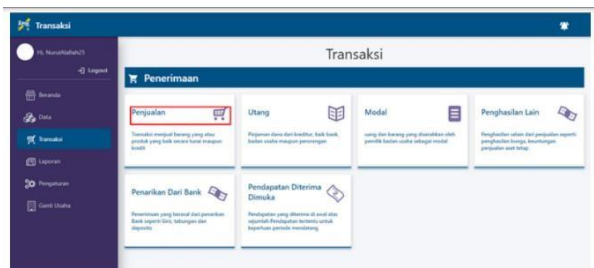 Transaksi
Hi, NurulAlafiah25
Logout
Beranda
Data
Transaksi
Laporan
Pengaturan
Ganti Usaha
Transaksi
Penerimaan
Penjualan
Transaksi menjual barang yang atau
produk yang baik secara tunai maupun
kredit
Utang
Pinjaman dana dari kreditur, baik bank,
badan usaha maupun perorangan
Modal
uang dan barang yang diserahkan oleh
pemilik badan usaha sebagai modal
Penghasilan Lain
Penghasilan selain dari penjualan seperti
penghasilan bunga, keuntungan
penjualan aset tetap.
Penarikan Dari Bank
Penerimaan yang berasal dari penarikan
Bank seperti Giro, tabungan dan
deposito
Pendapatan Diterima
Dimuka
Pendapatan yang diterima di awal atas
sejumlah Pendapatan tertentu untuk
keperluan periode mendatang